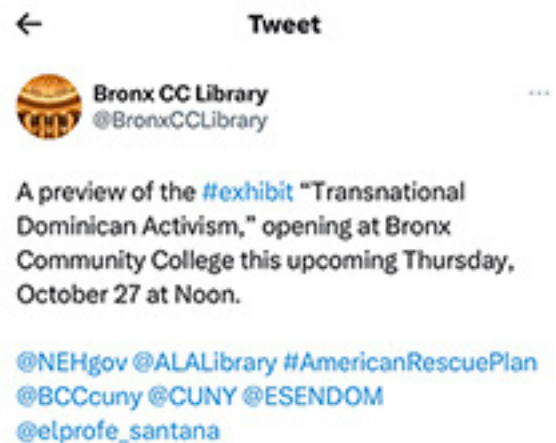 Tweet
Bronx CC Library
@BronxCCLibrary
A preview of the #exhibit “Transnational
Dominican Activism,” opening at Bronx
Community College this upcoming Thursday,
October 27 at Noon.
@NEHgov @ALALibrary #AmericanRescuePlan
@BCCcuny @CUNY @ESENDOM
@elprofe_santana